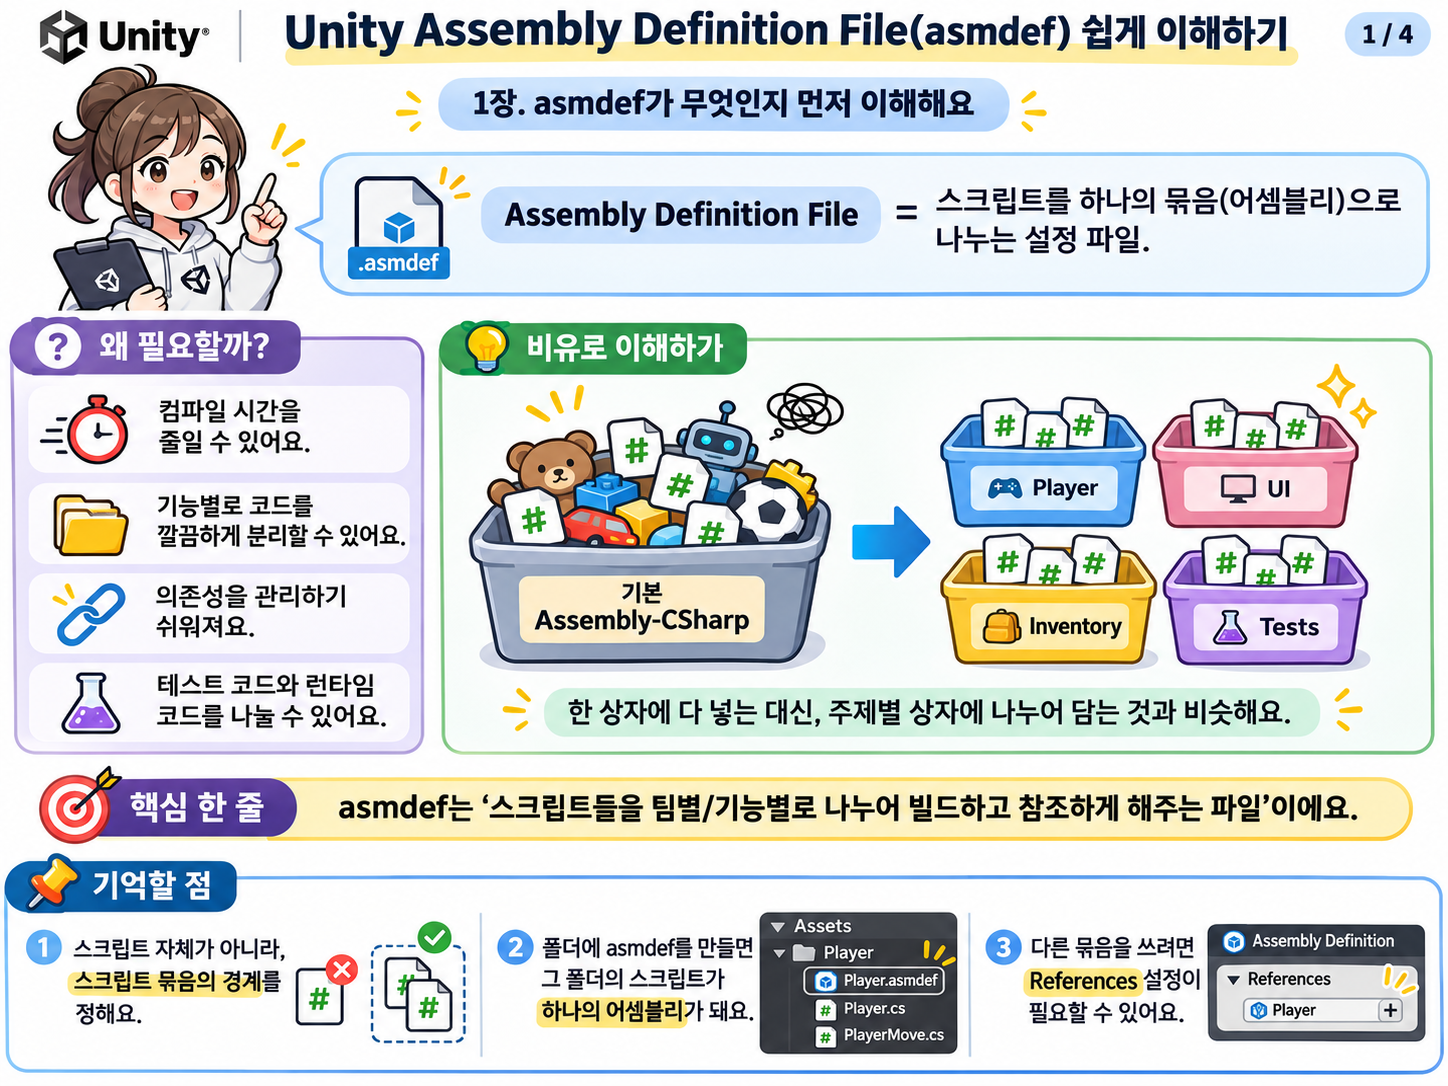 Unity®
Unity Assembly Definition File(asmdef) 쉽게 이해하기
1 / 4
1장. asmdef가 무엇인지 먼저 이해해요
.asmdef
Assembly Definition File
=
스크립트를 하나의 묶음(어셈블리)으로
나누는 설정 파일.
? 왜 필요할까?
컴파일 시간을
줄일 수 있어요.
기능별로 코드를
깔끔하게 분리할 수 있어요.
의존성을 관리하기
쉬워져요.
테스트 코드와 런타임
코드를 나눌 수 있어요.
비유로 이해하가
#
#
#
#
기본
Assembly-CSharp
# # #
Player
# # #
UI
# # #
Inventory
# # #
Tests
한 상자에 다 넣는 대신, 주제별 상자에 나누어 담는 것과 비슷해요.
핵심 한 줄
asmdef는 ‘스크립트들을 팀별/기능별로 나누어 빌드하고 참조하게 해주는 파일’이에요.
기억할 점
1 스크립트 자체가 아니라,
스크립트 묶음의 경계를
정해요.
#
# #
2 폴더에 asmdef를 만들면
그 폴더의 스크립트가
하나의 어셈블리가 돼요.
Assets
Player
Player.asmdef
# Player.cs
# PlayerMove.cs
3 다른 묶음을 쓰려면
References 설정이
필요할 수 있어요.
Assembly Definition
References
Player +